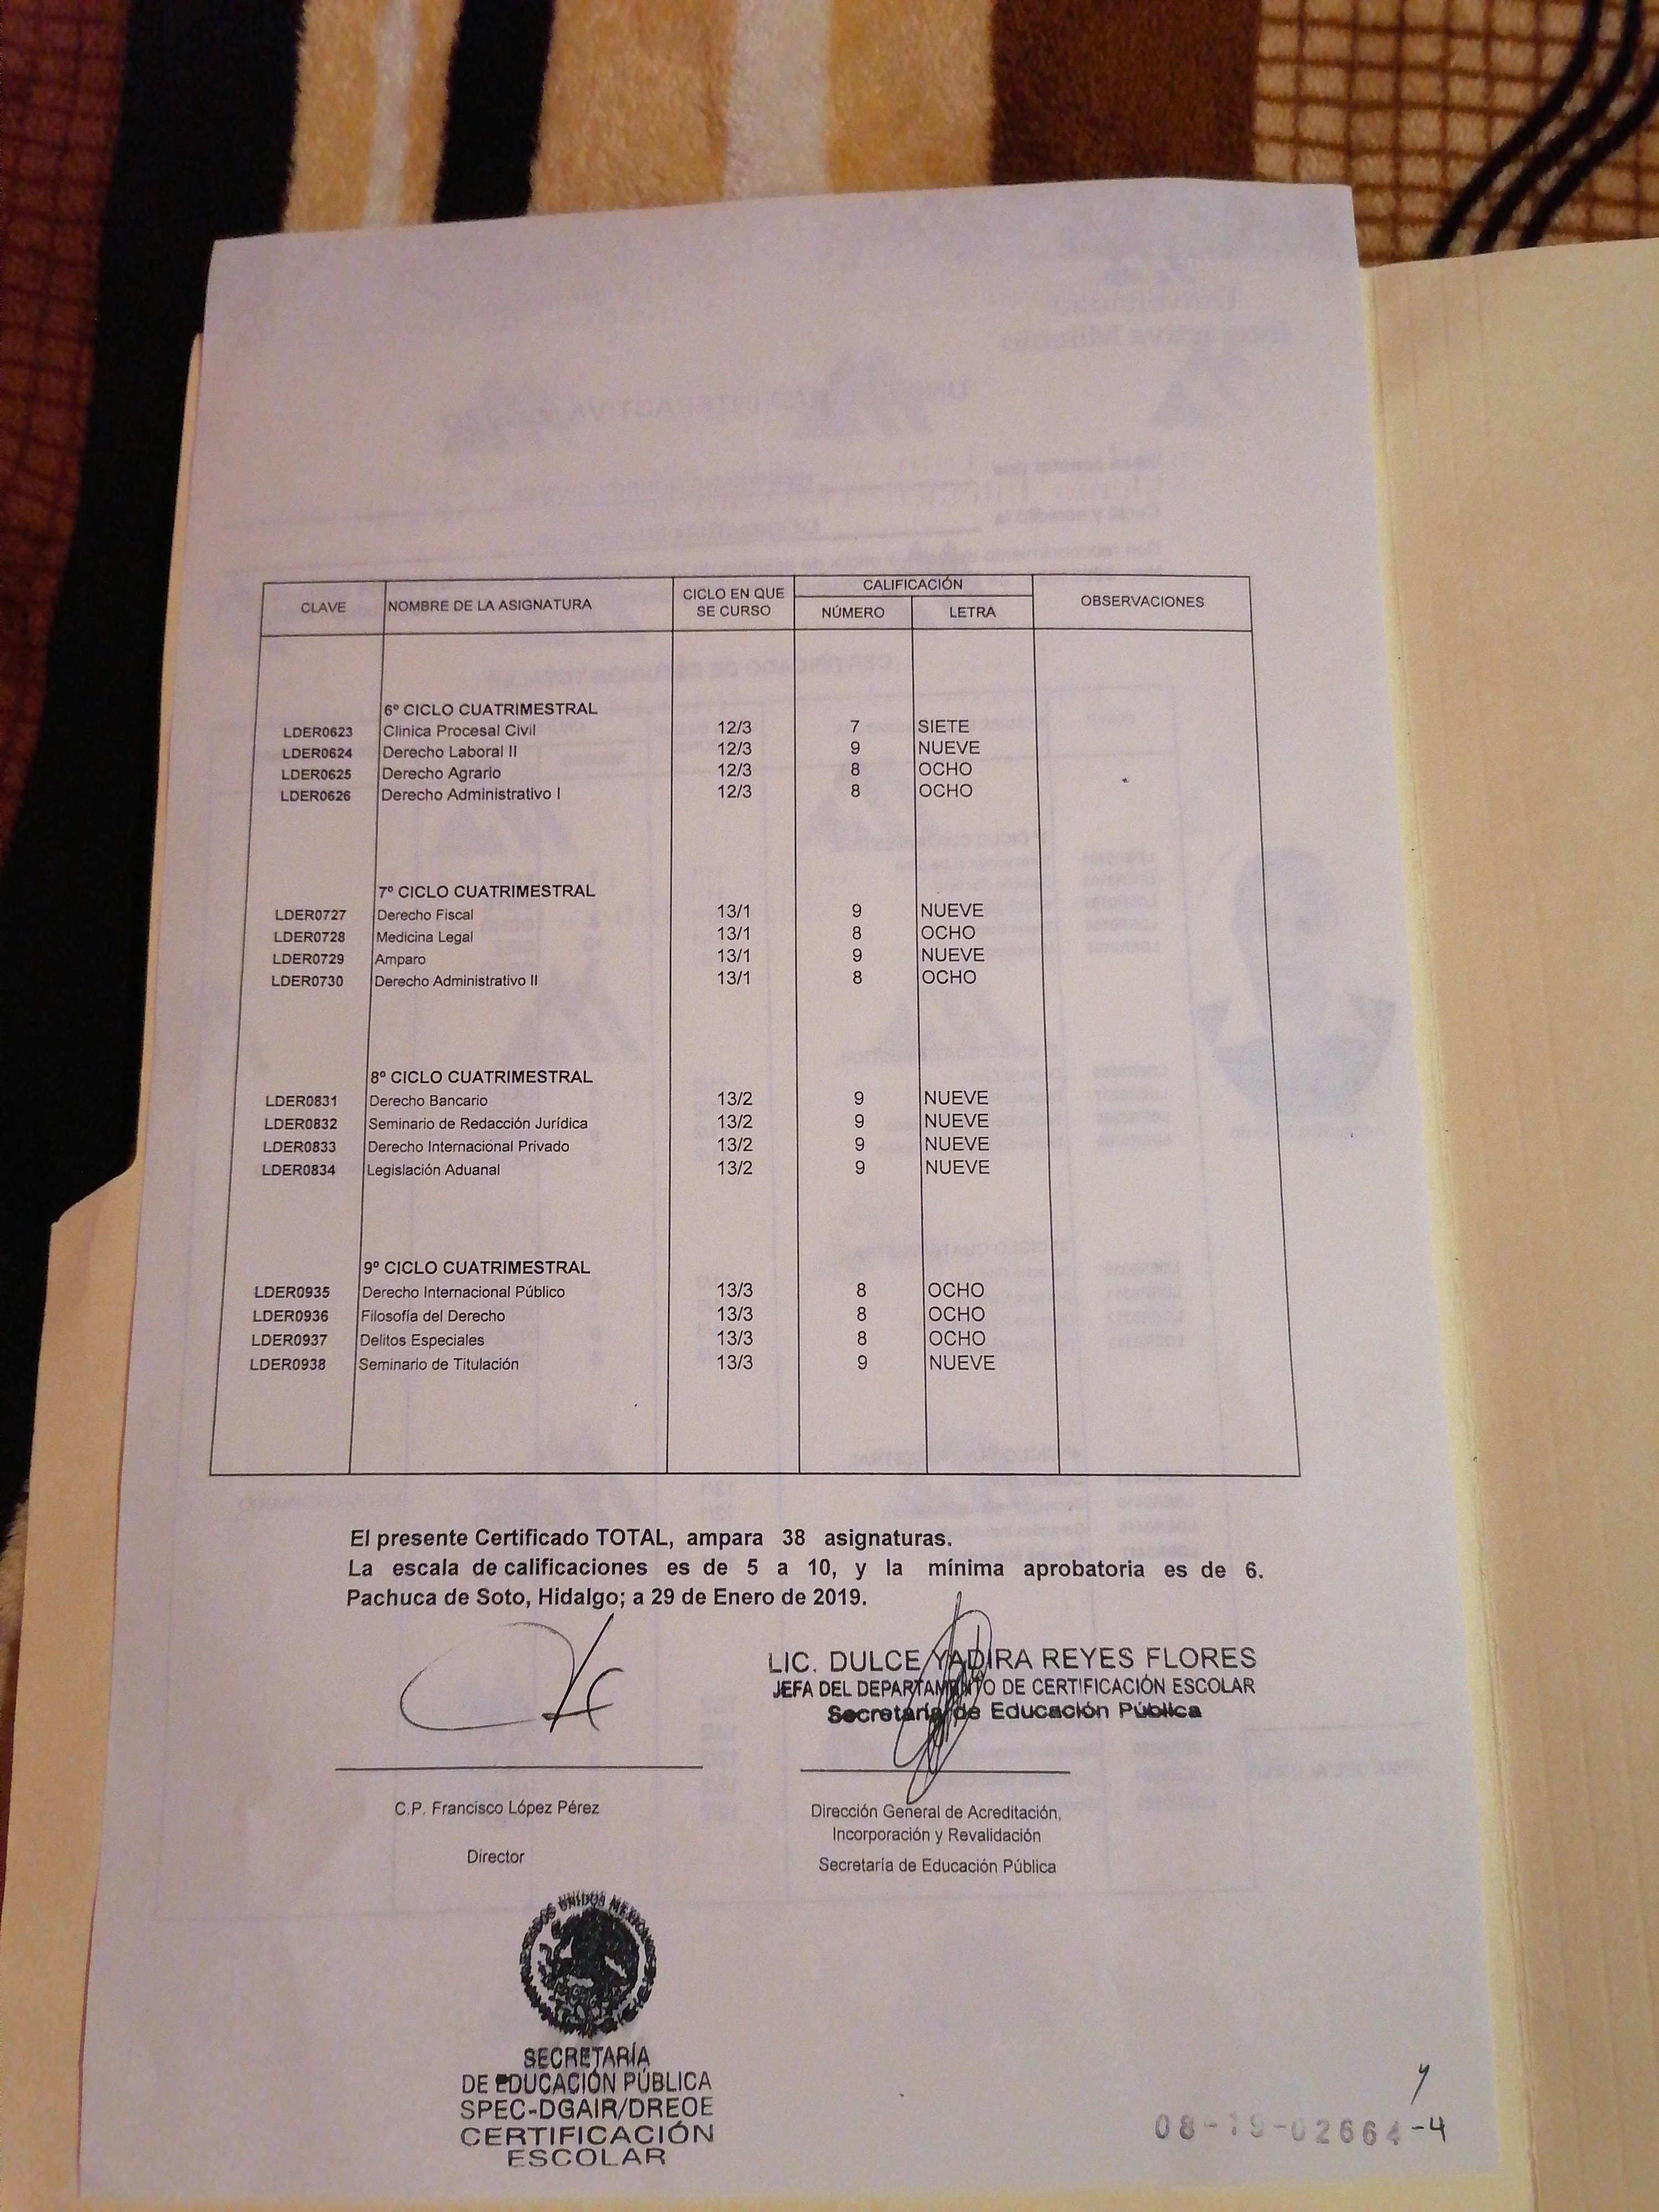 CLAVE NOMBRE DE LA ASIGNATURA CICLO EN QUE SE CURSO CALIFICACIÓN NÚMERO LETRA OBSERVACIONES
6º CICLO CUATRIMESTRAL
LDER0623 Clinica Procesal Civil 12/3 7 SIETE
LDER0624 Derecho Laboral II 12/3 9 NUEVE
LDER0625 Derecho Agrario 12/3 8 OCHO
LDER0626 Derecho Administrativo I 12/3 8 OCHO
7º CICLO CUATRIMESTRAL
LDER0727 Derecho Fiscal 13/1 9 NUEVE
LDER0728 Medicina Legal 13/1 8 OCHO
LDER0729 Amparo 13/1 9 NUEVE
LDER0730 Derecho Administrativo II 13/1 8 OCHO
8º CICLO CUATRIMESTRAL
LDER0831 Derecho Bancario 13/2 9 NUEVE
LDER0832 Seminario de Redacción Jurídica 13/2 9 NUEVE
LDER0833 Derecho Internacional Privado 13/2 9 NUEVE
LDER0834 Legislación Aduanal 13/2 9 NUEVE
9º CICLO CUATRIMESTRAL
LDER0935 Derecho Internacional Público 13/3 8 OCHO
LDER0936 Filosofía del Derecho 13/3 8 OCHO
LDER0937 Delitos Especiales 13/3 8 OCHO
LDER0938 Seminario de Titulación 13/3 9 NUEVE
El presente Certificado TOTAL, ampara 38 asignaturas.
La escala de calificaciones es de 5 a 10, y la mínima aprobatoria es de 6.
Pachuca de Soto, Hidalgo; a 29 de Enero de 2019.
LIC. DULCE YADIRA REYES FLORES
JEFA DEL DEPARTAMENTO DE CERTIFICACIÓN ESCOLAR
Secretaría de Educación Pública
C.P. Francisco López Pérez
Director
Dirección General de Acreditación,
Incorporación y Revalidación
Secretaría de Educación Pública
ESTADOS UNIDOS MEXICANOS
SECRETARÍA
DE EDUCACIÓN PÚBLICA
SPEC-DGAIR/DREOE
CERTIFICACIÓN
ESCOLAR
08-19-02664-4